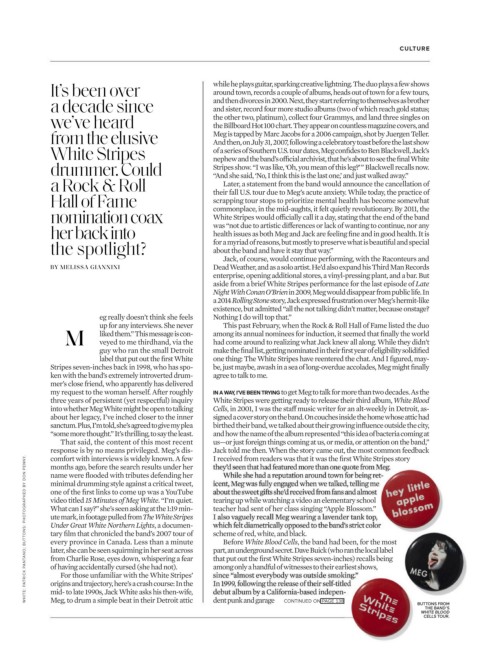 CULTURE
It's been over
a decade since
we've heard
from the elusive
White Stripes
drummer. Could
a Rock & Roll
Hall of Fame
nomination coax
her back into
the spotlight?
BY MELISSA GIANNINI
Meg really doesn't think she feels
up for any interviews. She never
liked them." This message is con-
veyed to me thirdhand, via the
guy who ran the small Detroit
label that put out the first White
Stripes seven-inches back in 1998, who has spo-
ken with the band's extremely introverted drum-
mer's close friend, who apparently has delivered
my request to the woman herself. After roughly
three years of persistent (yet respectful) inquiry
into whether Meg White might be open to talking
about her legacy, I've inched closer to the inner
sanctum. Plus, I'm told, she's agreed to give my plea
"some more thought." It's thrilling, to say the least.
That said, the content of this most recent
response is by no means privileged. Meg's dis-
comfort with interviews is widely known. A few
months ago, before the search results under her
name were flooded with tributes defending her
minimal drumming style against a critical tweet,
one of the first links to come up was a YouTube
video titled 15 Minutes of Meg White. "I'm quiet.
What can I say?" she's seen asking at the 1:19 min-
ute mark, in footage pulled from The White Stripes
Under Great White Northern Lights, a documen-
tary film that chronicled the band's 2007 tour of
every province in Canada. Less than a minute
later, she can be seen squirming in her seat across
from Charlie Rose, eyes down, whispering a fear
of having accidentally cursed (she had not).
For those unfamiliar with the White Stripes'
origins and trajectory, here's a crash course: In the
mid- to late 1990s, Jack White asks his then-wife,
Meg, to drum a simple beat in their Detroit attic
while he plays guitar, sparking creative lightning. The duo plays a few shows
around town, records a couple of albums, heads out of town for a few tours,
and then divorces in 2000. Next, they start referring to themselves as brother
and sister, record four more studio albums (two of which reach gold status;
the other two, platinum), collect four Grammys, and land three singles on
the Billboard Hot 100 chart. They appear on countless magazine covers, and
Meg is tapped by Marc Jacobs for a 2006 campaign, shot by Juergen Teller.
And then, on July 31, 2007, following a celebratory toast before the last show
of a series of Southern U.S. tour dates, Meg confides to Ben Blackwell, Jack's
nephew and the band's official archivist, that he's about to see the final White
Stripes show. "I was like, 'Oh, you mean of this leg?'" Blackwell recalls now.
"And she said, 'No, I think this is the last one,' and just walked away."
Later, a statement from the band would announce the cancellation of
their fall U.S. tour due to Meg's acute anxiety. While today, the practice of
scrapping tour stops to prioritize mental health has become somewhat
commonplace, in the mid-aughts, it felt quietly revolutionary. By 2011, the
White Stripes would officially call it a day, stating that the end of the band
was "not due to artistic differences or lack of wanting to continue, nor any
health issues as both Meg and Jack are feeling fine and in good health. It is
for a myriad of reasons, but mostly to preserve what is beautiful and special
about the band and have it stay that way."
Jack, of course, would continue performing, with the Raconteurs and
Dead Weather, and as a solo artist. He'd also expand his Third Man Records
enterprise, opening additional stores, a vinyl-pressing plant, and a bar. But
aside from a brief White Stripes performance for the last episode of Late
Night With Conan O'Brien in 2009, Meg would disappear from public life. In
a 2014 Rolling Stone story, Jack expressed frustration over Meg's hermit-like
existence, but admitted "all the not talking didn't matter, because onstage?
Nothing I do will top that."
This past February, when the Rock & Roll Hall of Fame listed the duo
among its annual nominees for induction, it seemed that finally the world
had come around to realizing what Jack knew all along. While they didn't
make the final list, getting nominated in their first year of eligibility solidified
one thing: The White Stripes have reentered the chat. And I figured, may-
be, just maybe, awash in a sea of long-overdue accolades, Meg might finally
agree to talk to me.
IN A WAY, I'VE BEEN TRYING to get Meg to talk for more than two decades. As the
White Stripes were getting ready to release their third album, White Blood
Cells, in 2001, I was the staff music writer for an alt-weekly in Detroit, as-
signed a cover story on the band. On couches inside the home whose attic had
birthed their band, we talked about their growing influence outside the city,
and how the name of the album represented "this idea of bacteria coming at
us—or just foreign things coming at us, or media, or attention on the band,"
Jack told me then. When the story came out, the most common feedback
I received from readers was that it was the first White Stripes story
they'd seen that had featured more than one quote from Meg.
While she had a reputation around town for being ret-
icent, Meg was fully engaged when we talked, telling me
about the sweet gifts she'd received from fans and almost
tearing up while watching a video an elementary school
teacher had sent of her class singing "Apple Blossom."
I also vaguely recall Meg wearing a lavender tank top,
which felt diametrically opposed to the band's strict color
scheme of red, white, and black.
Before White Blood Cells, the band had been, for the most
part, an underground secret. Dave Buick (who ran the local label
that put out the first White Stripes seven-inches) recalls being
among only a handful of witnesses to their earliest shows,
since "almost everybody was outside smoking."
In 1999, following the release of their self-titled
debut album by a California-based indepen-
dent punk and garage CONTINUED ON PAGE 138
hey little
apple
blossom
MEG
The
White
Stripes
BUTTONS FROM
THE BAND'S
WHITE BLOOD
CELLS TOUR.
WHITE: PATRICK PANTANO; BUTTONS: PHOTOGRAPHED BY DON PENNY.